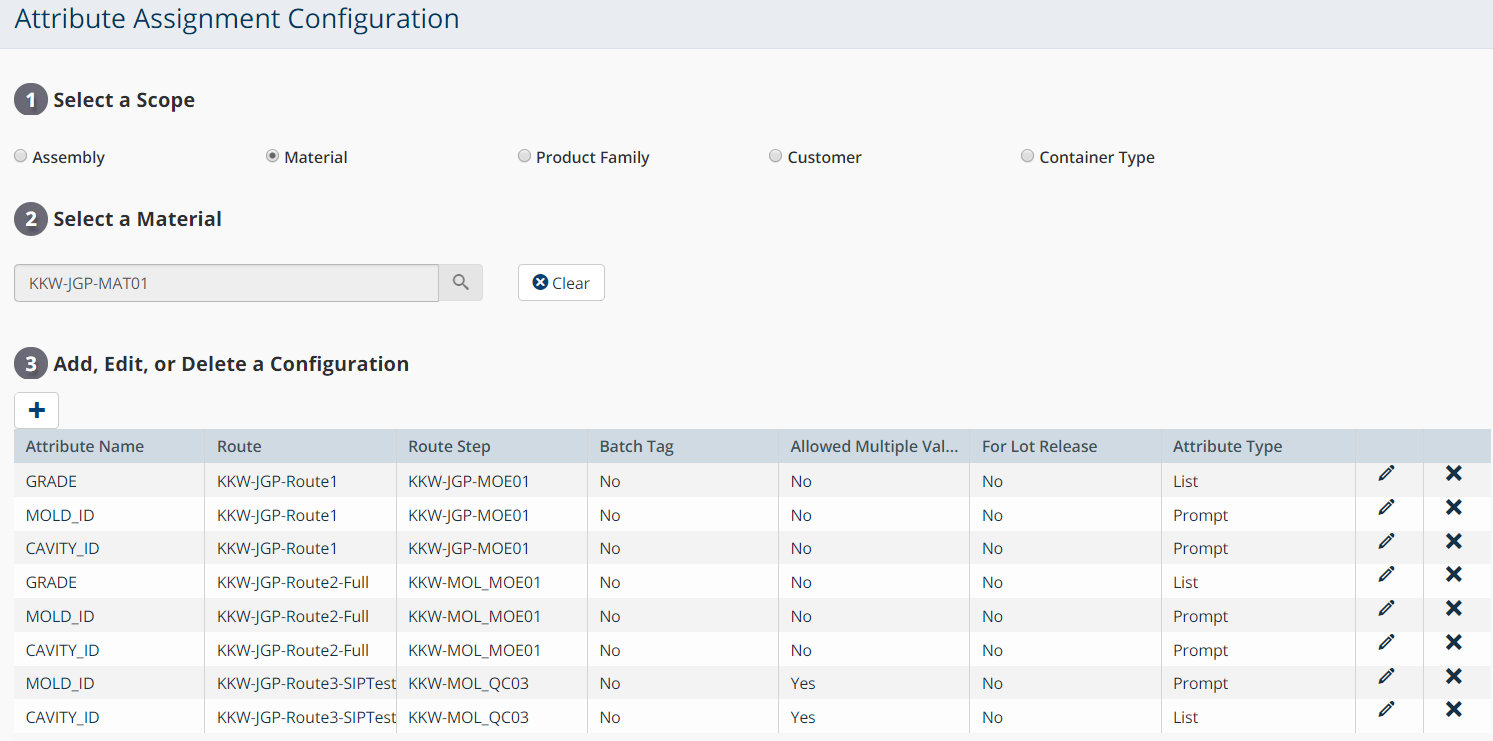 Attribute Assignment Configuration
1 Select a Scope
Assembly Material Product Family Customer Container Type
2 Select a Material
KKW-JGP-MAT01 Clear
3 Add, Edit, or Delete a Configuration
Attribute Name Route Route Step Batch Tag Allowed Multiple Val... For Lot Release Attribute Type
GRADE KKW-JGP-Route1 KKW-JGP-MOE01 No No No List
MOLD_ID KKW-JGP-Route1 KKW-JGP-MOE01 No No No Prompt
CAVITY_ID KKW-JGP-Route1 KKW-JGP-MOE01 No No No Prompt
GRADE KKW-JGP-Route2-Full KKW-MOL_MOE01 No No No List
MOLD_ID KKW-JGP-Route2-Full KKW-MOL_MOE01 No No No Prompt
CAVITY_ID KKW-JGP-Route2-Full KKW-MOL_MOE01 No No No Prompt
MOLD_ID KKW-JGP-Route3-SIPTest KKW-MOL_QC03 No Yes No Prompt
CAVITY_ID KKW-JGP-Route3-SIPTest KKW-MOL_QC03 No Yes No List